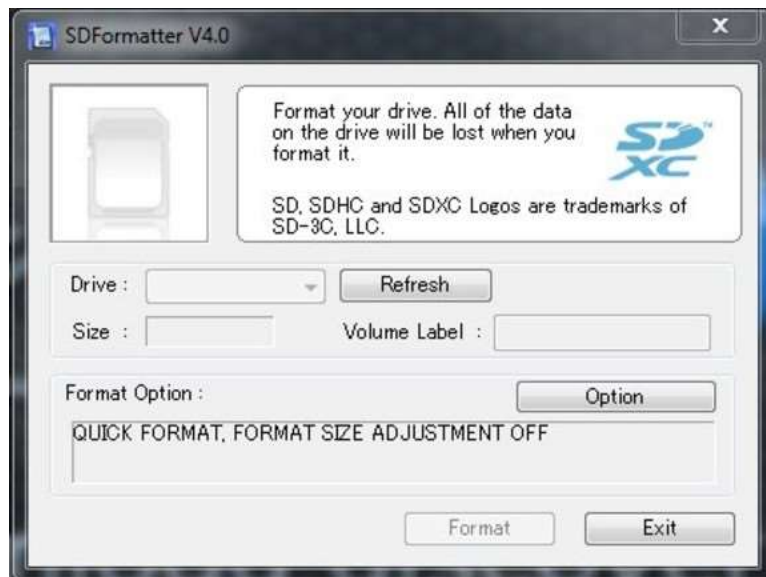 SDFormatter V4.0
Format your drive. All of the data
on the drive will be lost when you
format it.
SD XC™
SD, SDHC and SDXC Logos are trademarks of
SD-3C, LLC.
Drive :
Refresh
Size :
Volume Label :
Format Option :
Option
QUICK FORMAT, FORMAT SIZE ADJUSTMENT OFF
Format
Exit